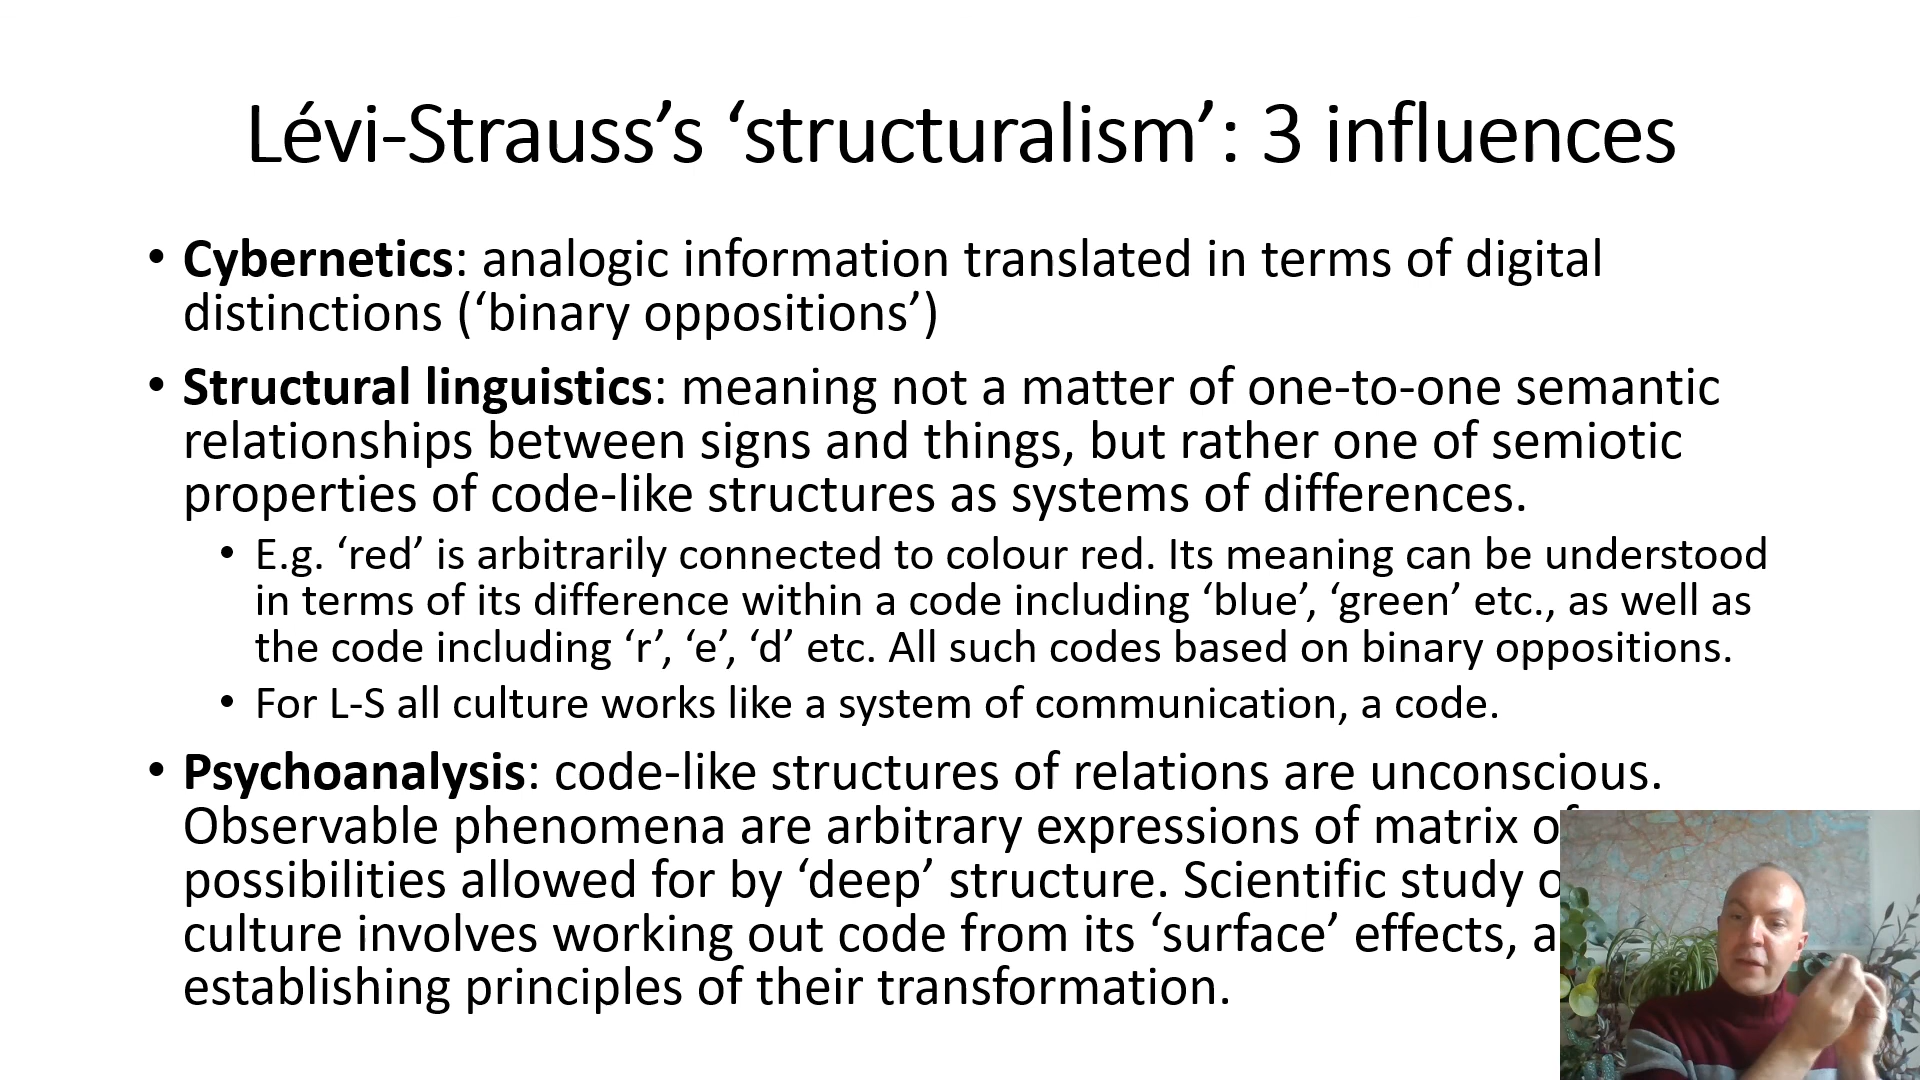 Lévi-Strauss’s ‘structuralism’: 3 influences
• Cybernetics: analogic information translated in terms of digital
distinctions (‘binary oppositions’)
• Structural linguistics: meaning not a matter of one-to-one semantic
relationships between signs and things, but rather one of semiotic
properties of code-like structures as systems of differences.
• E.g. ‘red’ is arbitrarily connected to colour red. Its meaning can be understood
in terms of its difference within a code including ‘blue’, ‘green’ etc., as well as
the code including ‘r’, ‘e’, ‘d’ etc. All such codes based on binary oppositions.
• For L-S all culture works like a system of communication, a code.
• Psychoanalysis: code-like structures of relations are unconscious.
Observable phenomena are arbitrary expressions of matrix of
possibilities allowed for by ‘deep’ structure. Scientific study
culture involves working out code from its ‘surface’ effects,
establishing principles of their transformation.